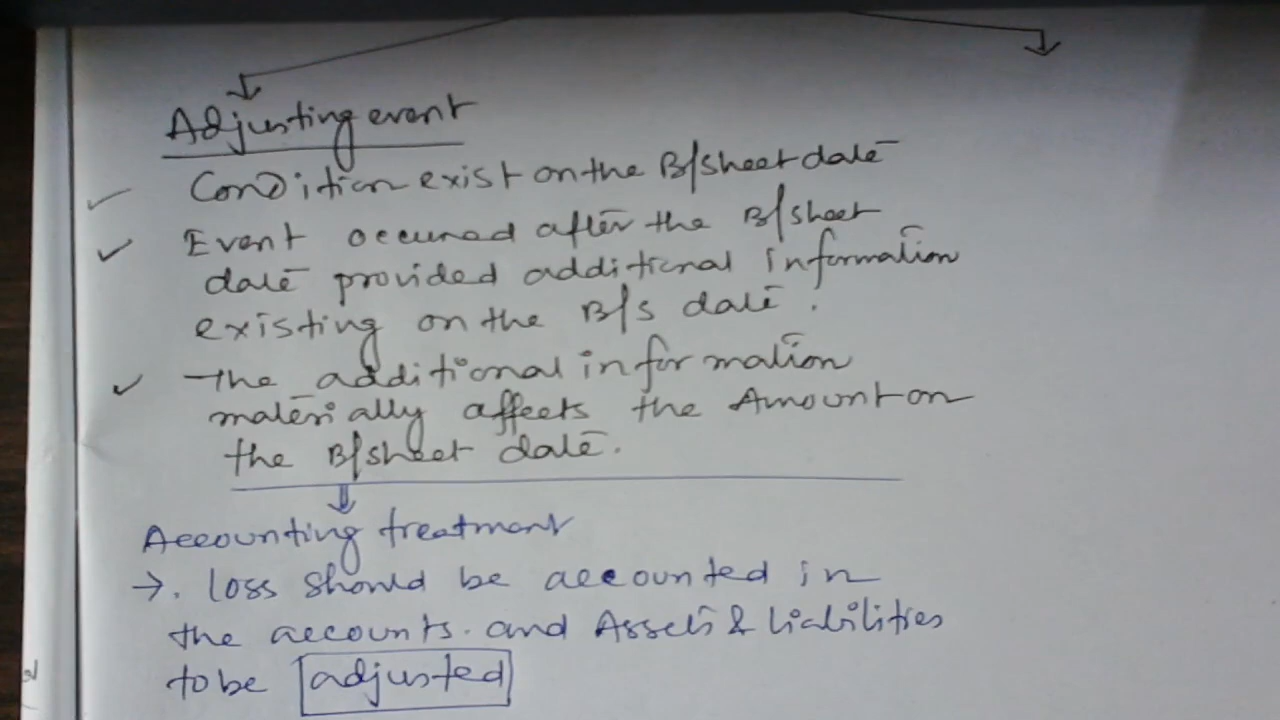 Adjusting event
✓ Condition exist on the B/sheet date
✓ Event occurred after the B/sheet
date provided additional information
existing on the B/s date.
✓ The additional information
materially affects the Amount on
the B/sheet date.
Accounting treatment
→. loss should be accounted in
the accounts. and Assets & liabilities
to be adjusted